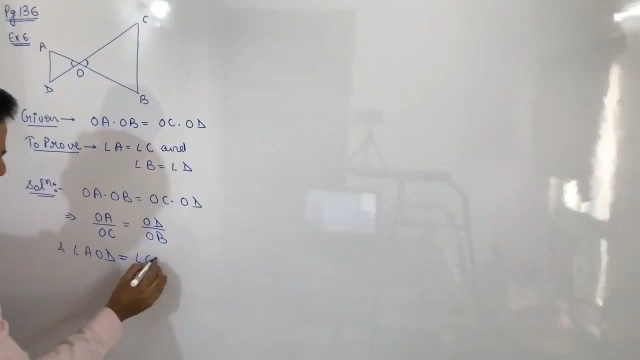 Pg 136
Ex 6
C
A
O
D
B
Given → OA·OB = OC·OD
To Prove → ∠A = ∠C and
∠B = ∠D
Solⁿ:- OA·OB = OC·OD
⇒ OA/OC = OD/OB
& ∠AOD = ∠C